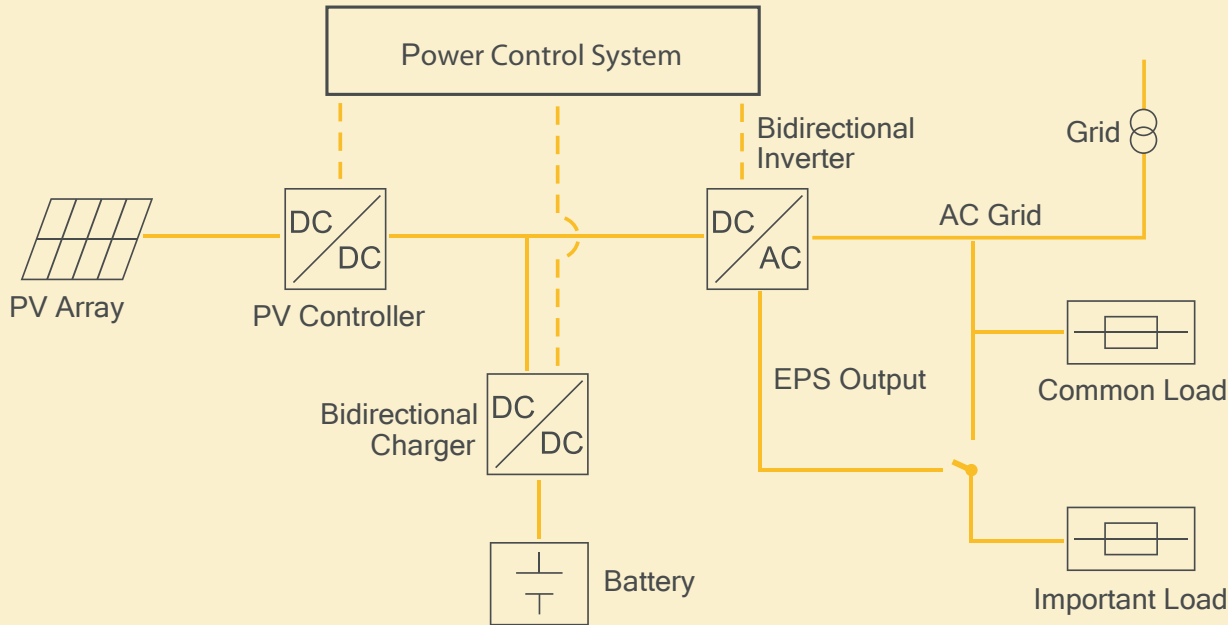 Power Control System
Bidirectional
Inverter
Grid
DC
DC
DC
AC
AC Grid
PV Array
PV Controller
EPS Output
Common Load
Bidirectional
Charger
DC
DC
Battery
Important Load